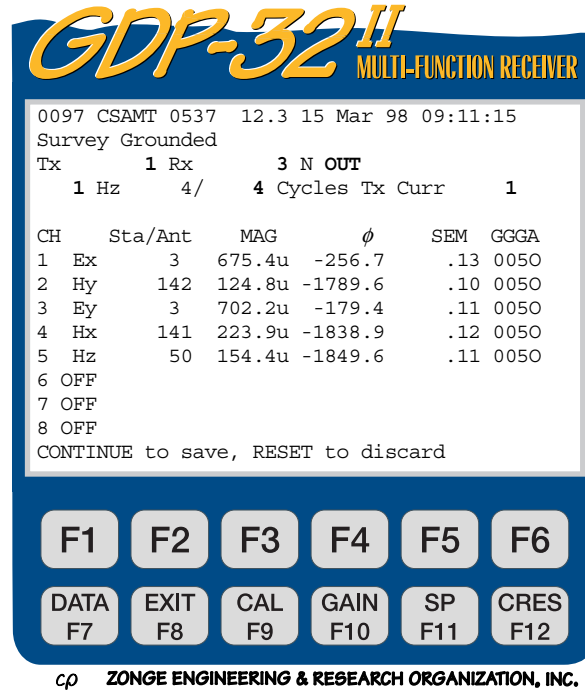 GDP-32 II
MULTI-FUNCTION RECEIVER
0097 CSAMT 0537 12.3 15 Mar 98 09:11:15
Survey Grounded
Tx 1 Rx 3 N OUT
1 Hz 4/ 4 Cycles Tx Curr 1
CH Sta/Ant MAG ϕ SEM GGGA
1 Ex 3 675.4u -256.7 .13 005O
2 Hy 142 124.8u -1789.6 .10 005O
3 Ey 3 702.2u -179.4 .11 005O
4 Hx 141 223.9u -1838.9 .12 005O
5 Hz 50 154.4u -1849.6 .11 005O
6 OFF
7 OFF
8 OFF
CONTINUE to save, RESET to discard
F1 F2 F3 F4 F5 F6
DATA EXIT CAL GAIN SP CRES
F7 F8 F9 F10 F11 F12
cρ ZONGE ENGINEERING & RESEARCH ORGANIZATION, INC.